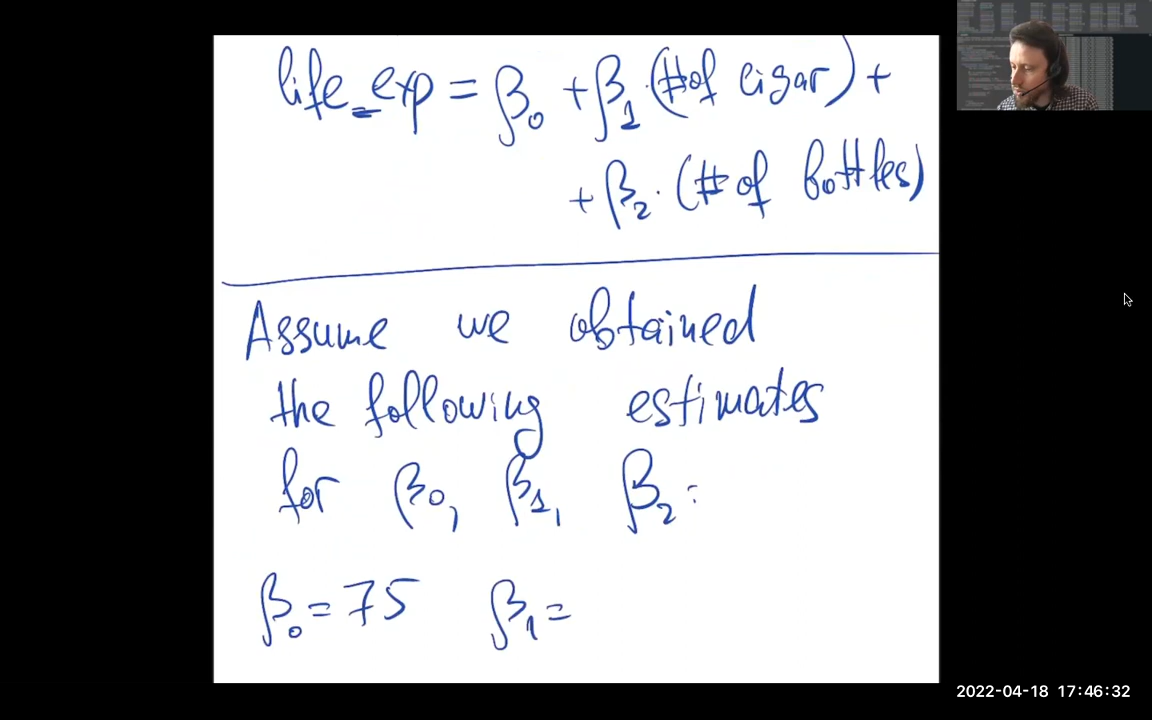 life_exp = β₀ + β₁·(# of cigar) +
+ β₂·(# of bottles)
Assume we obtained
the following estimates
for β₀, β₁, β₂:
β₀ = 75 β₁ =
2022-04-18 17:46:32